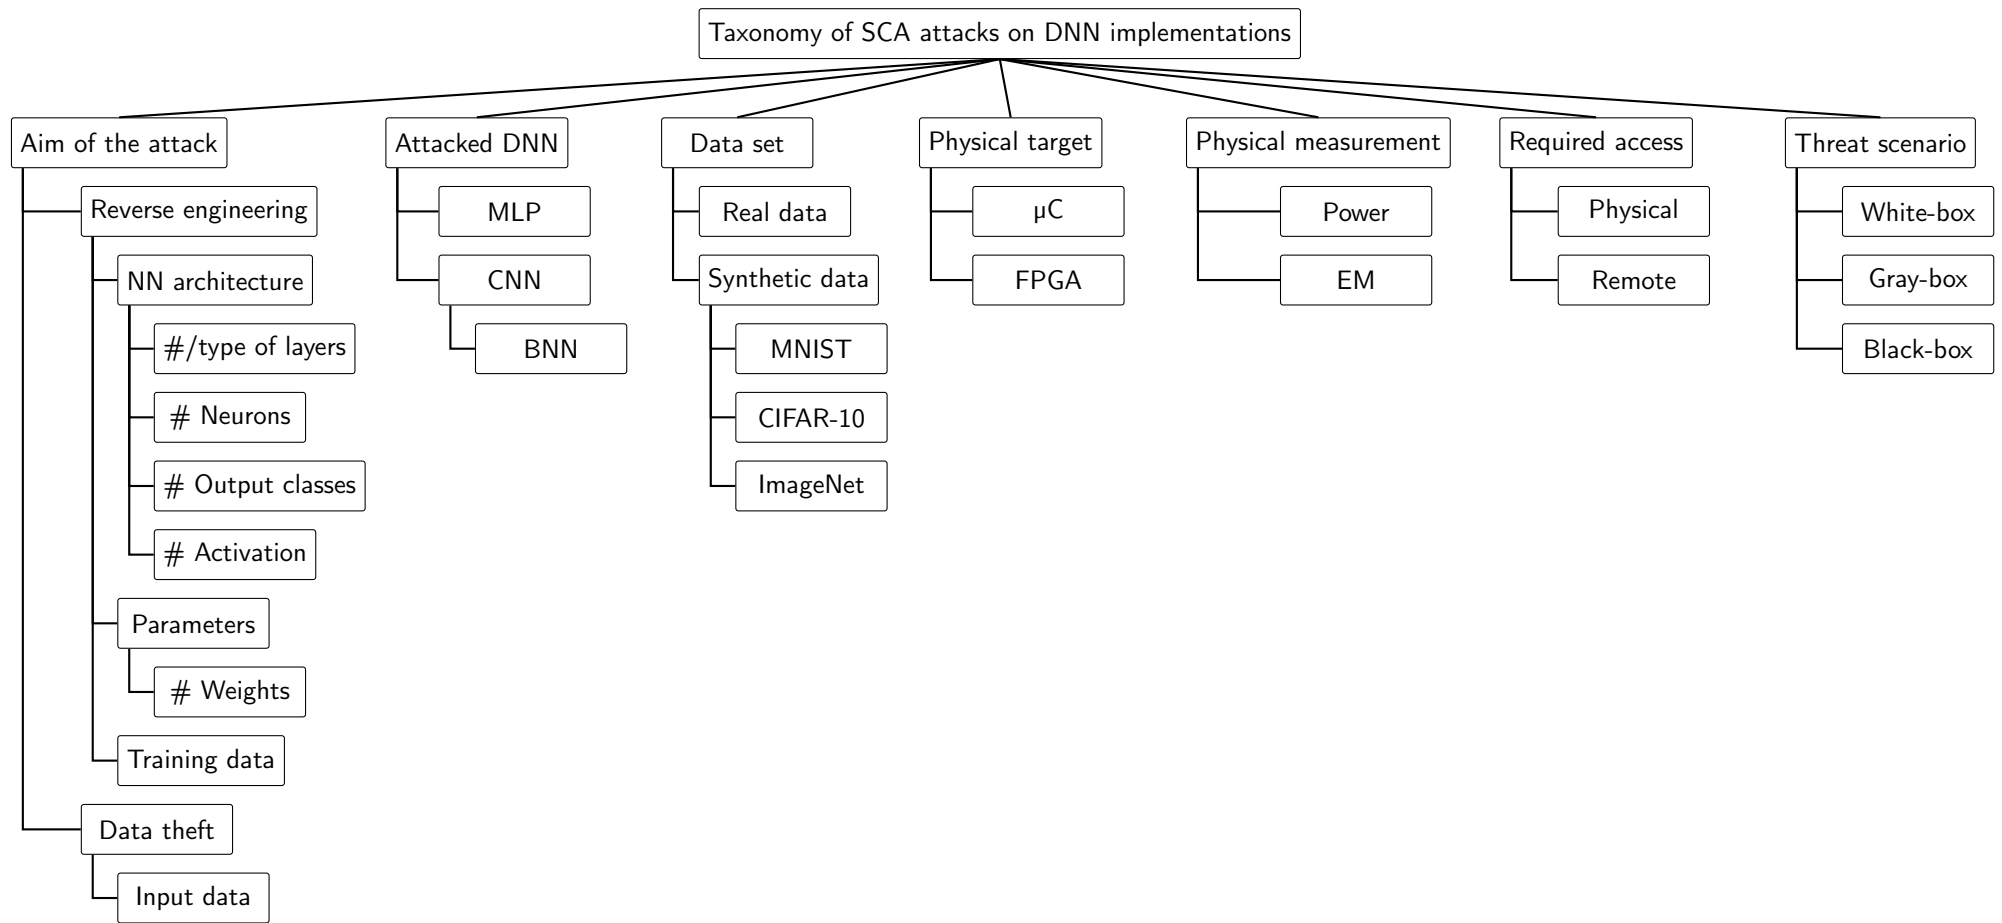 Taxonomy of SCA attacks on DNN implementations
Aim of the attack
Reverse engineering
NN architecture
#/type of layers
# Neurons
# Output classes
# Activation
Parameters
# Weights
Training data
Data theft
Input data
Attacked DNN
MLP
CNN
BNN
Data set
Real data
Synthetic data
MNIST
CIFAR-10
ImageNet
Physical target
µC
FPGA
Physical measurement
Power
EM
Required access
Physical
Remote
Threat scenario
White-box
Gray-box
Black-box